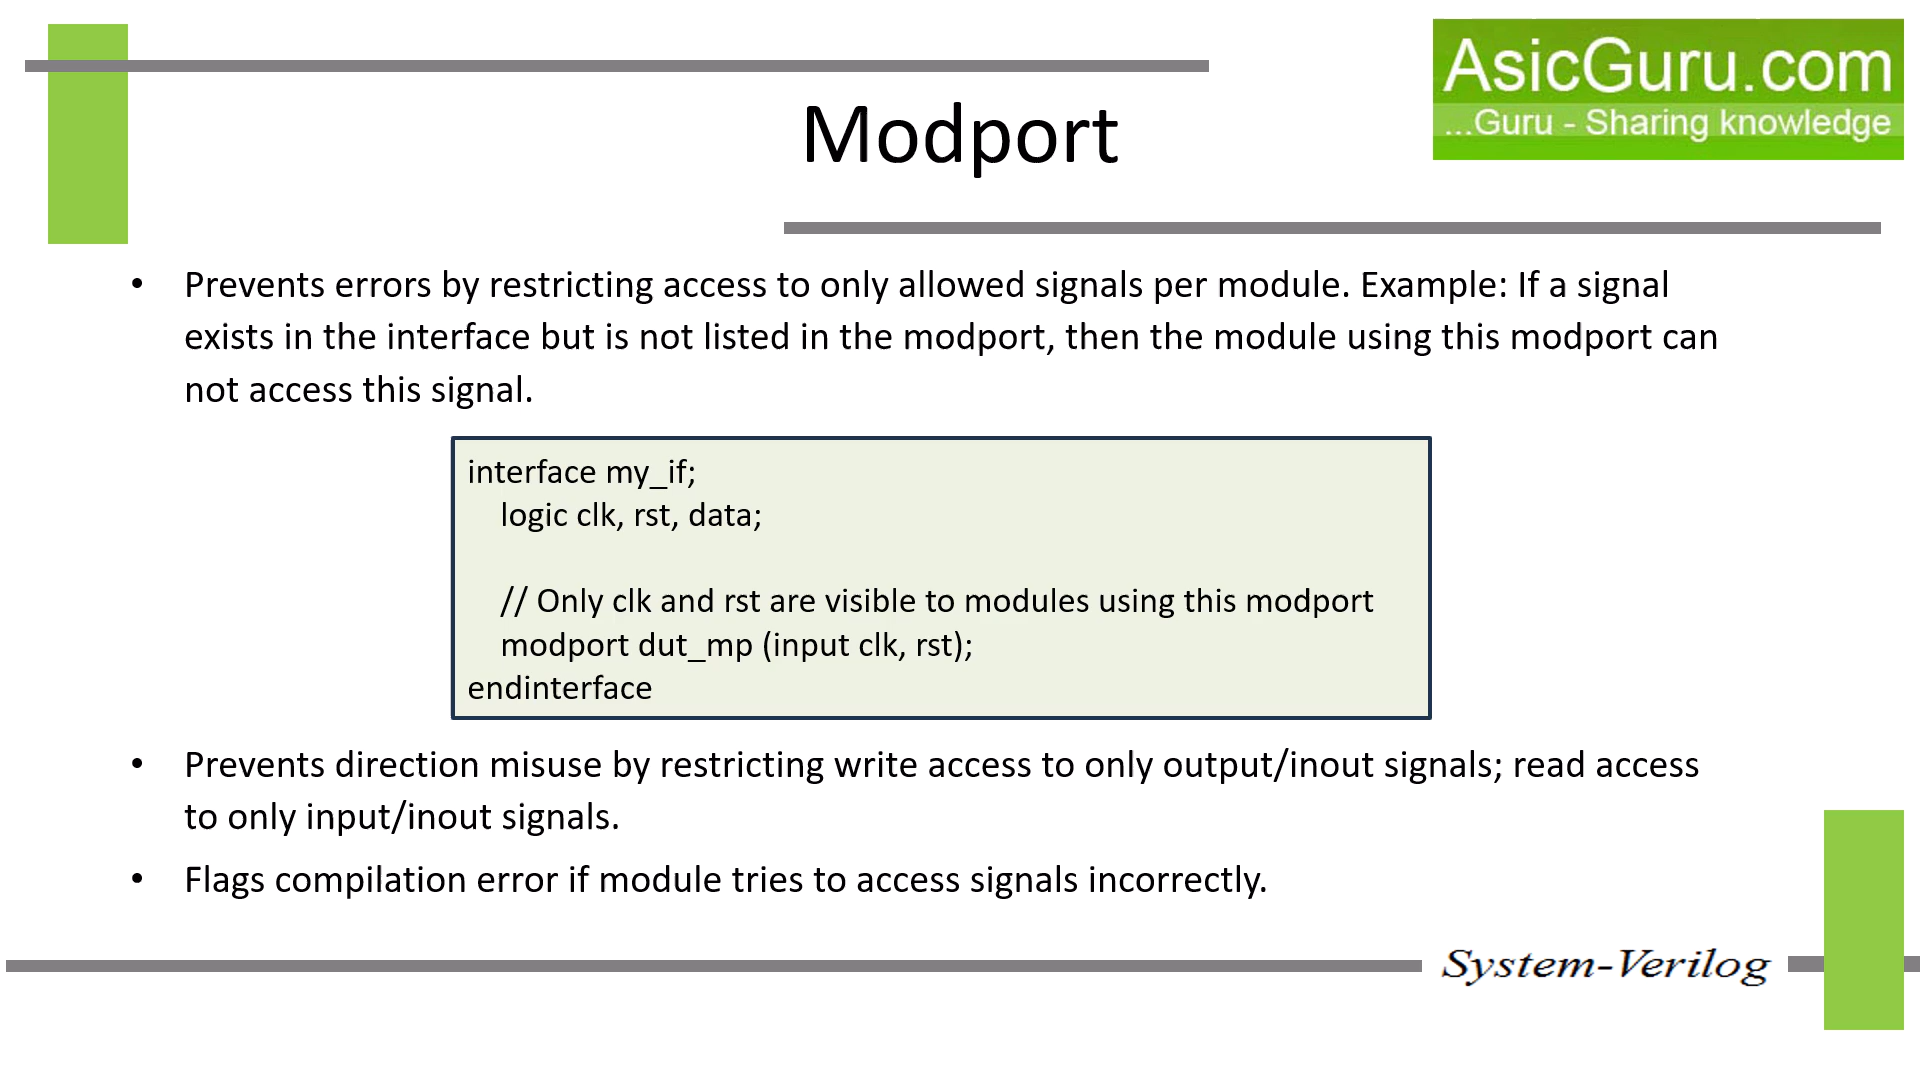 AsicGuru.com
...Guru - Sharing knowledge
Modport
• Prevents errors by restricting access to only allowed signals per module. Example: If a signal
exists in the interface but is not listed in the modport, then the module using this modport can
not access this signal.
interface my_if;
logic clk, rst, data;
// Only clk and rst are visible to modules using this modport
modport dut_mp (input clk, rst);
endinterface
• Prevents direction misuse by restricting write access to only output/inout signals; read access
to only input/inout signals.
• Flags compilation error if module tries to access signals incorrectly.
System-Verilog